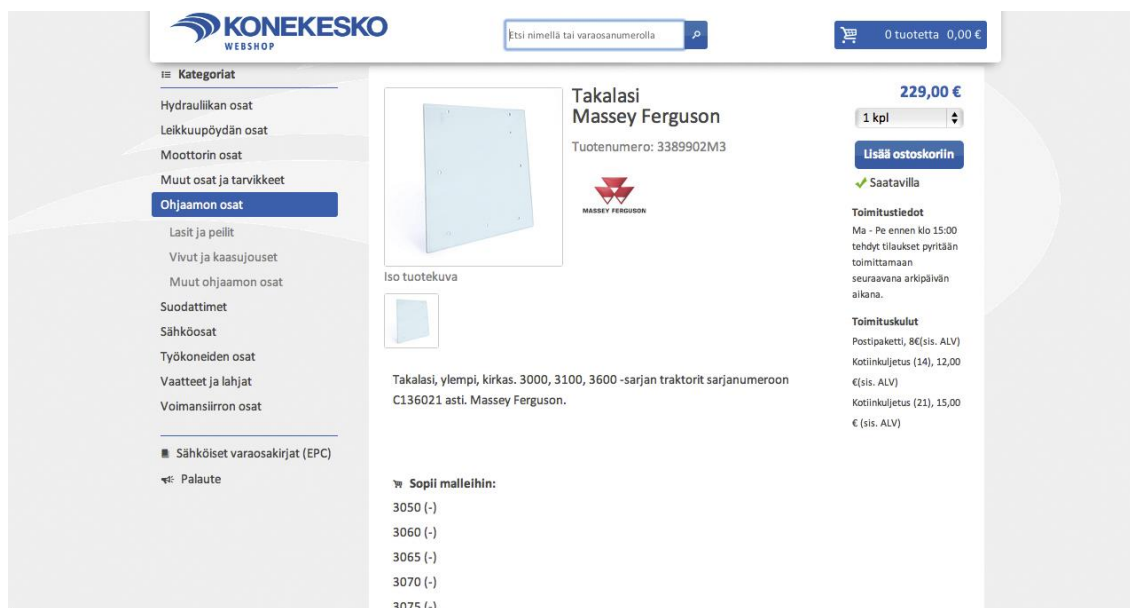 KONEKESKO
WEBSHOP
Etsi nimellä tai varaosanumerolla
0 tuotetta 0,00 €
Kategoriat
Hydrauliikan osat
Leikkuupöydän osat
Moottorin osat
Muut osat ja tarvikkeet
Ohjaamon osat
Lasit ja peilit
Vivut ja kaasujouset
Muut ohjaamon osat
Suodattimet
Sähköosat
Työkoneiden osat
Vaatteet ja lahjat
Voimansiirron osat
Sähköiset varaosakirjat (EPC)
Palaute
Iso tuotekuva
Takalasi
Massey Ferguson
Tuotenumero: 3389902M3
MASSEY FERGUSON
Takalasi, ylempi, kirkas. 3000, 3100, 3600 -sarjan traktorit sarjanumeroon
C136021 asti. Massey Ferguson.
Sopii malleihin:
3050 (-)
3060 (-)
3065 (-)
3070 (-)
3075 (-)
229,00 €
1 kpl
Lisää ostoskoriin
Saatavilla
Toimitustiedot
Ma - Pe ennen klo 15:00
tehdyt tilaukset pyritään
toimittamaan
seuraavana arkipäivän
aikana.
Toimituskulut
Postipaketti, 8€(sis. ALV)
Kotiinkuljetus (14), 12,00
€(sis. ALV)
Kotiinkuljetus (21), 15,00
€ (sis. ALV)